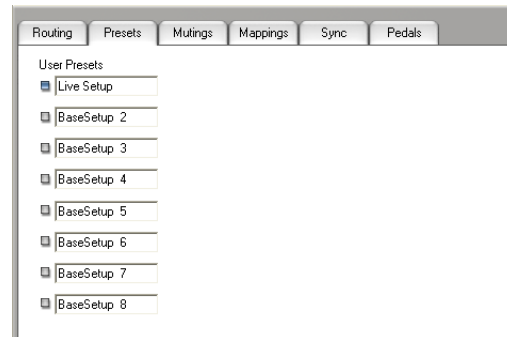 Routing Presets Mutings Mappings Sync Pedals
User Presets
Live Setup
BaseSetup 2
BaseSetup 3
BaseSetup 4
BaseSetup 5
BaseSetup 6
BaseSetup 7
BaseSetup 8